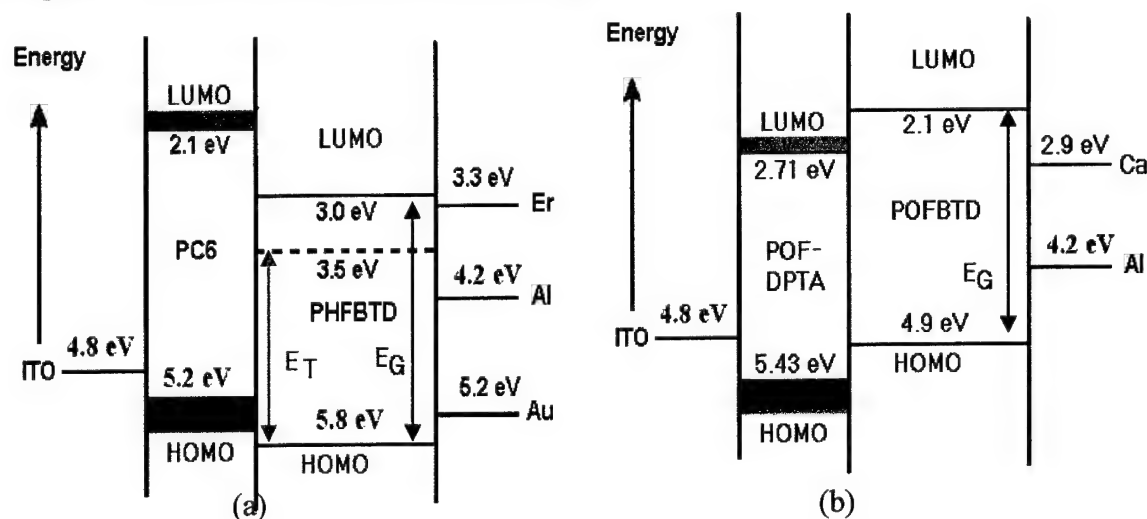 Energy
LUMO
2.1 eV
LUMO
3.0 eV
3.3 eV
Er
PC6
3.5 eV
4.2 eV
Al
PHFBTD
4.8 eV
ITO
5.2 eV
E_T
E_G
5.2 eV
Au
5.8 eV
HOMO
HOMO
(a)
Energy
LUMO
LUMO
2.1 eV
2.71 eV
2.9 eV
Ca
POFBTD
POF-
DPTA
4.2 eV
Al
E_G
4.8 eV
ITO
4.9 eV
HOMO
5.43 eV
HOMO
(b)